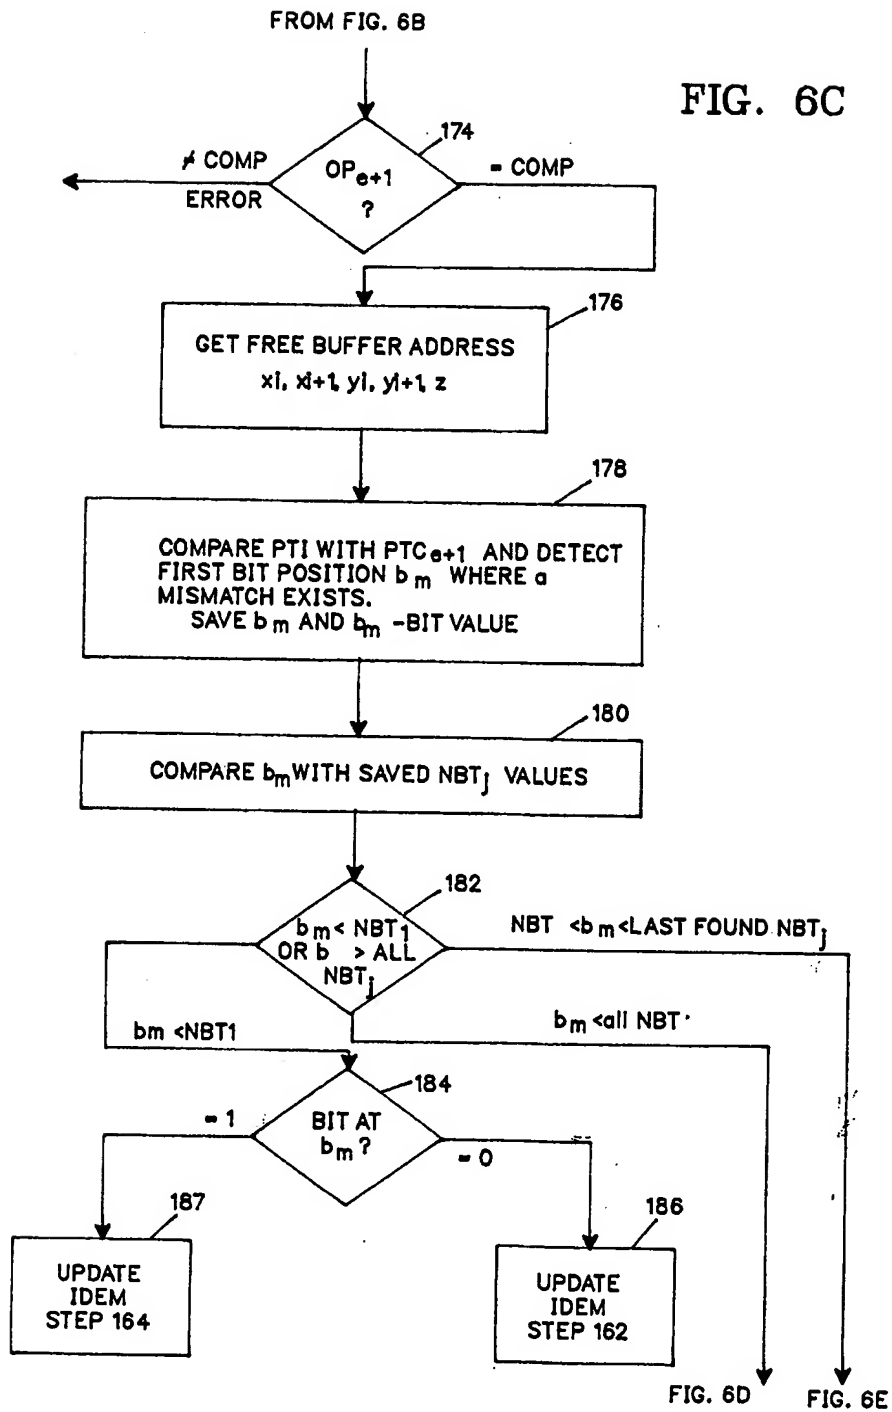 FROM FIG. 6B
FIG. 6C
174
≠ COMP
OPe+1
?
= COMP
ERROR
176
GET FREE BUFFER ADDRESS
xi, xi+1, yi, yi+1, z
178
COMPARE PTI WITH PTCe+1 AND DETECT
FIRST BIT POSITION bm WHERE a
MISMATCH EXISTS.
SAVE bm AND bm -BIT VALUE
180
COMPARE bm WITH SAVED NBTj VALUES
182
bm < NBT1
OR b > ALL
NBTj
NBT <bm<LAST FOUND NBTj
bm <NBT1
bm <all NBT
184
BIT AT
bm ?
= 1
= 0
187
UPDATE
IDEM
STEP 164
186
UPDATE
IDEM
STEP 162
FIG. 6D
FIG. 6E